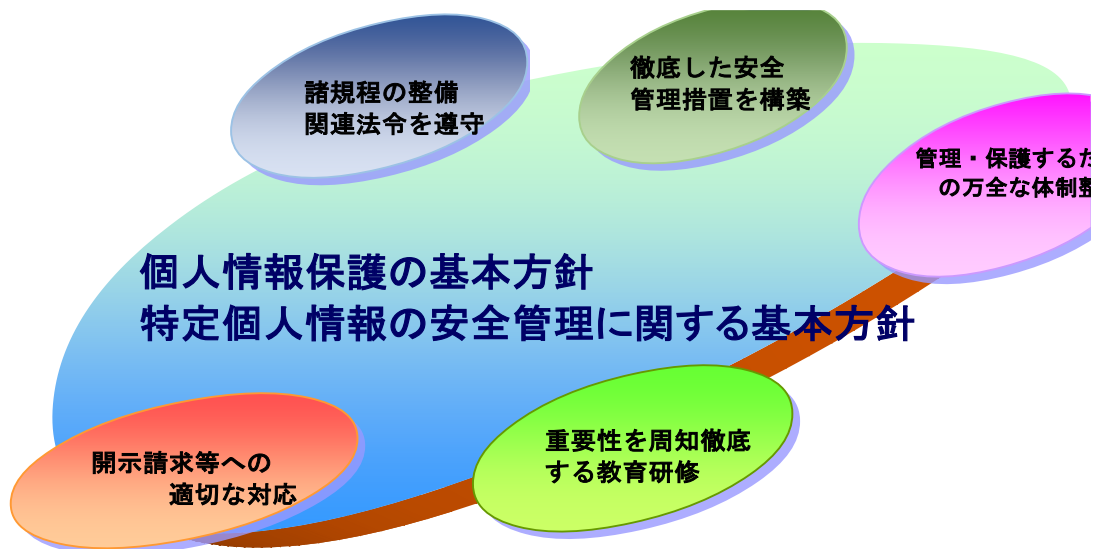 諸規程の整備
関連法令を遵守
徹底した安全
管理措置を構築
管理・保護するた
の万全な体制整
個人情報保護の基本方針
特定個人情報の安全管理に関する基本方針
重要性を周知徹底
する教育研修
開示請求等への
適切な対応